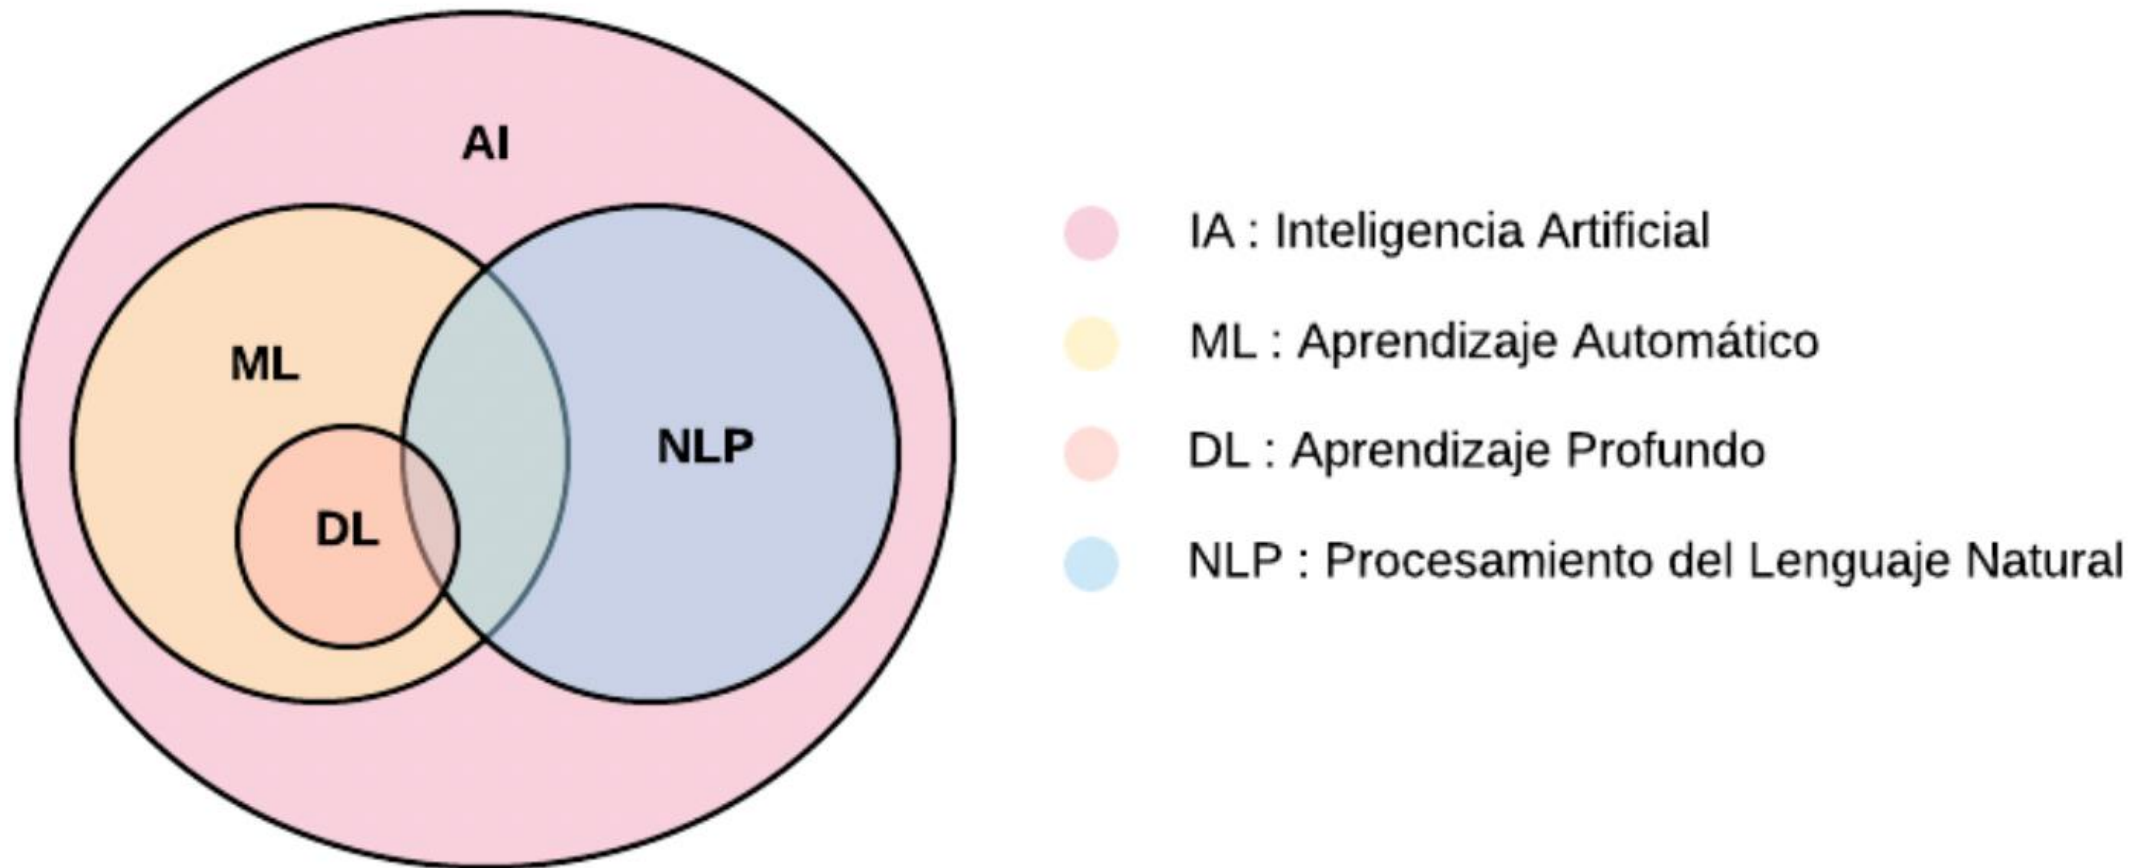 AI
ML
NLP
DL
IA : Inteligencia Artificial
ML : Aprendizaje Automático
DL : Aprendizaje Profundo
NLP : Procesamiento del Lenguaje Natural